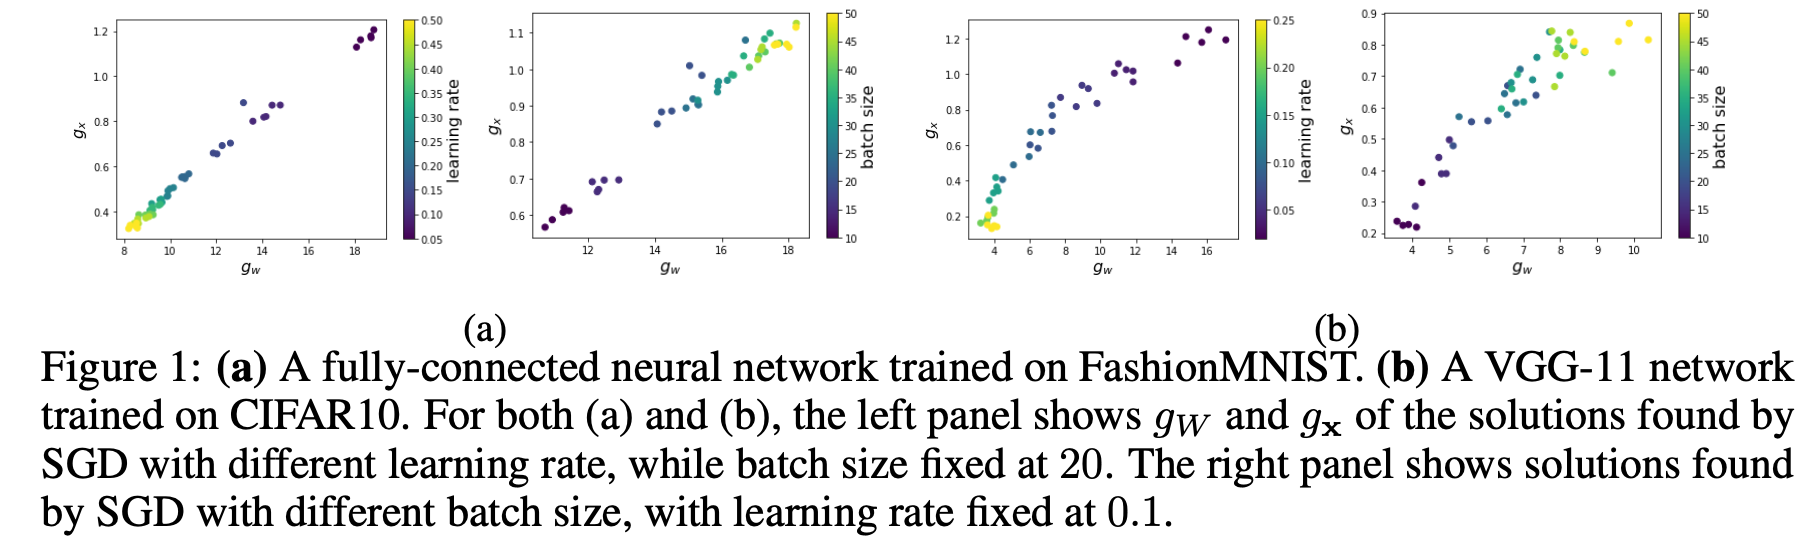 1.2
1.0
0.8
0.6
0.4
8 10 12 14 16 18
g_x
g_w
0.50
0.45
0.40
0.35
0.30
0.25
0.20
0.15
0.10
0.05
learning rate
1.1
1.0
0.9
0.8
0.7
0.6
12 14 16 18
g_x
g_w
50
45
40
35
30
25
20
15
10
batch size
1.2
1.0
0.8
0.6
0.4
0.2
4 6 8 10 12 14 16
g_x
g_w
0.25
0.20
0.15
0.10
0.05
learning rate
0.9
0.8
0.7
0.6
0.5
0.4
0.3
0.2
4 5 6 7 8 9 10
g_x
g_w
50
45
40
35
30
25
20
15
10
batch size
(a) (b)
Figure 1: (a) A fully-connected neural network trained on FashionMNIST. (b) A VGG-11 network
trained on CIFAR10. For both (a) and (b), the left panel shows g_W and g_x of the solutions found by
SGD with different learning rate, while batch size fixed at 20. The right panel shows solutions found
by SGD with different batch size, with learning rate fixed at 0.1.